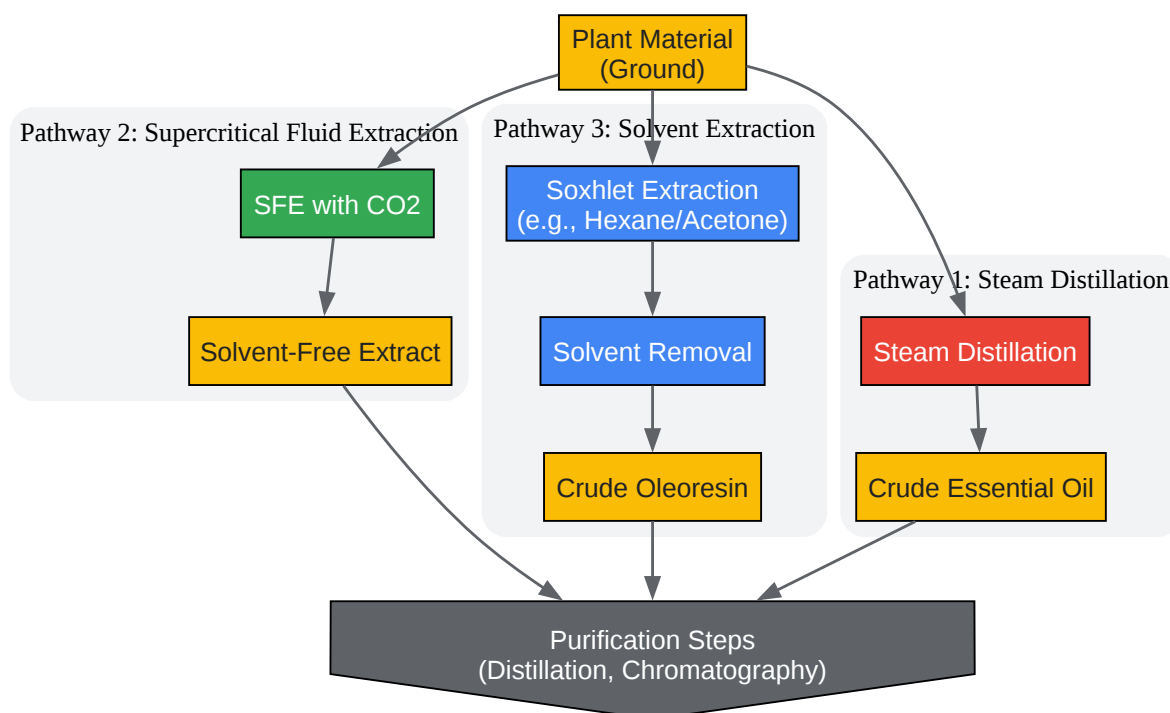 Plant Material
(Ground)
Pathway 2: Supercritical Fluid Extraction
Pathway 3: Solvent Extraction
SFE with CO2
Soxhlet Extraction
(e.g., Hexane/Acetone)
Pathway 1: Steam Distillation
Solvent-Free Extract
Solvent Removal
Steam Distillation
Crude Oleoresin
Crude Essential Oil
Purification Steps
(Distillation, Chromatography)